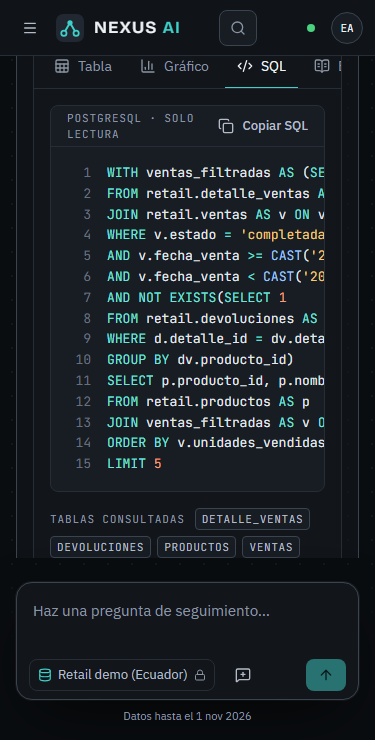 NEXUS AI
EA
Tabla Gráfico SQL
POSTGRESQL · SOLO
LECTURA
Copiar SQL
1 WITH ventas_filtradas AS (SE
2 FROM retail.detalle_ventas A
3 JOIN retail.ventas AS v ON v
4 WHERE v.estado = 'completada
5 AND v.fecha_venta >= CAST('2
6 AND v.fecha_venta < CAST('20
7 AND NOT EXISTS(SELECT 1
8 FROM retail.devoluciones AS
9 WHERE d.detalle_id = dv.deta
10 GROUP BY dv.producto_id)
11 SELECT p.producto_id, p.nomb
12 FROM retail.productos AS p
13 JOIN ventas_filtradas AS v O
14 ORDER BY v.unidades_vendidas
15 LIMIT 5
TABLAS CONSULTADAS DETALLE_VENTAS
DEVOLUCIONES PRODUCTOS VENTAS
Haz una pregunta de seguimiento...
Retail demo (Ecuador)
Datos hasta el 1 nov 2026